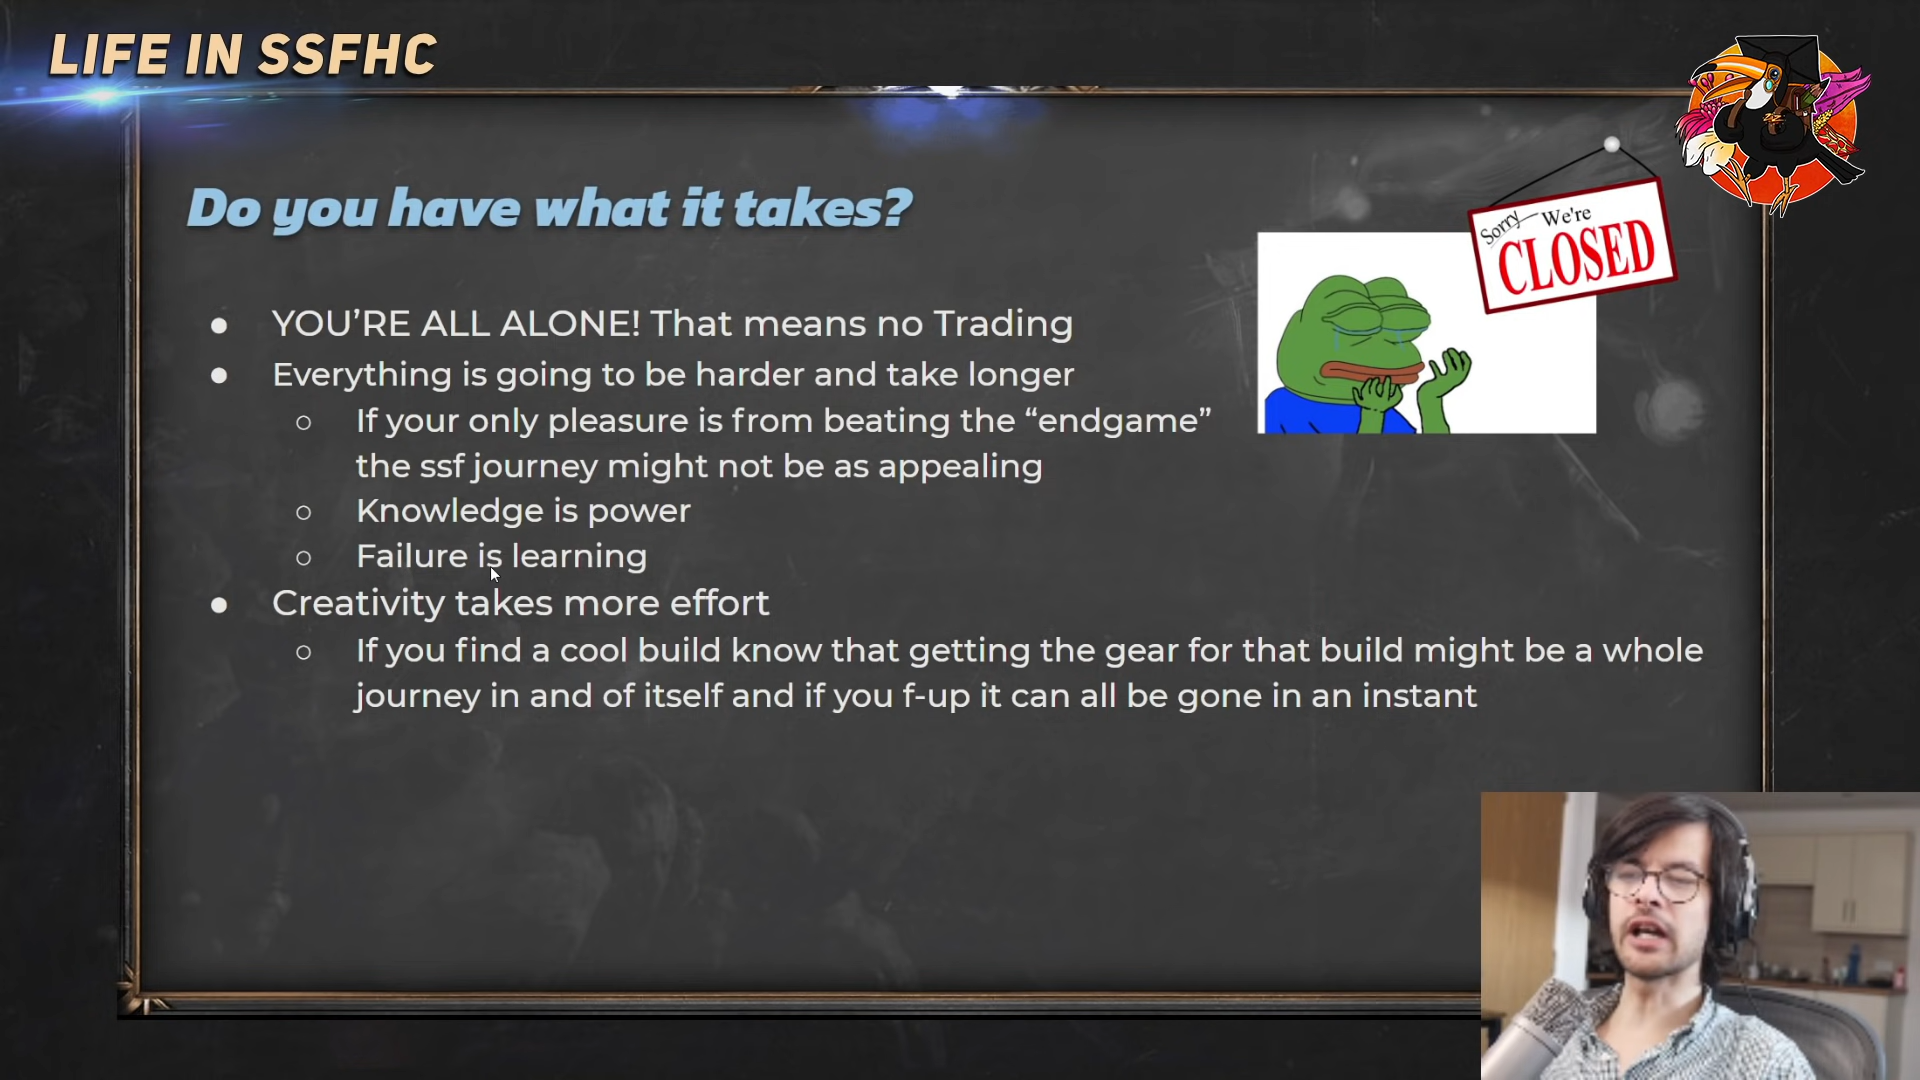 LIFE IN SSFHC
Do you have what it takes?
Sorry We're
CLOSED
● YOU’RE ALL ALONE! That means no Trading
● Everything is going to be harder and take longer
○ If your only pleasure is from beating the “endgame”
the ssf journey might not be as appealing
○ Knowledge is power
○ Failure is learning
● Creativity takes more effort
○ If you find a cool build know that getting the gear for that build might be a whole
journey in and of itself and if you f-up it can all be gone in an instant